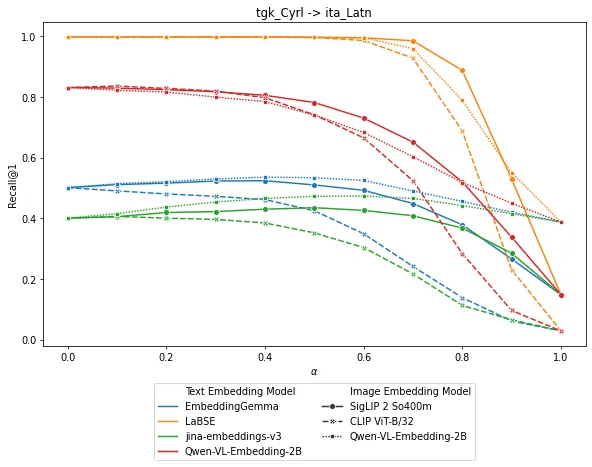 tgk_Cyrl -> ita_Latn
Recall@1
1.0
0.8
0.6
0.4
0.2
0.0
0.0 0.2 0.4 0.6 0.8 1.0
α
Text Embedding Model
EmbeddingGemma
LaBSE
jina-embeddings-v3
Qwen-VL-Embedding-2B
Image Embedding Model
SigLIP 2 So400m
CLIP ViT-B/32
Qwen-VL-Embedding-2B